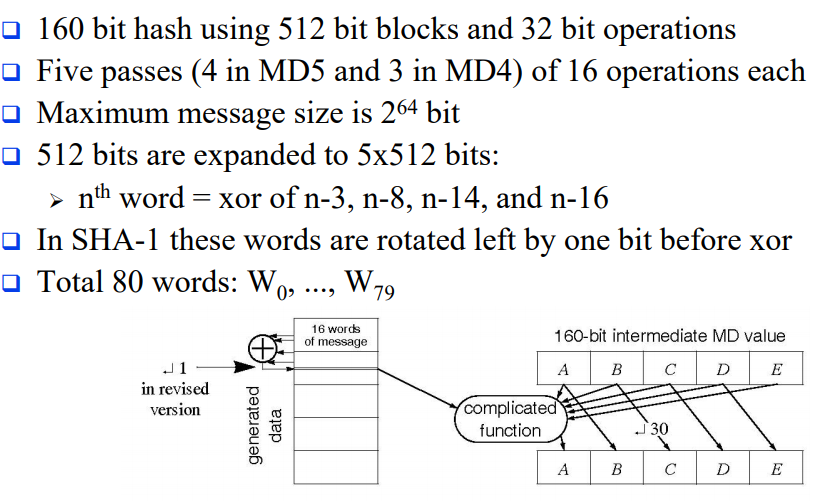 160 bit hash using 512 bit blocks and 32 bit operations
Five passes (4 in MD5 and 3 in MD4) of 16 operations each
Maximum message size is 2⁶⁴ bit
512 bits are expanded to 5x512 bits:
nᵗʰ word = xor of n-3, n-8, n-14, and n-16
In SHA-1 these words are rotated left by one bit before xor
Total 80 words: W₀, ..., W₇₉
16 words
of message
↲1
in revised
version
generated
data
160-bit intermediate MD value
A B C D E
complicated
function
↲30
A B C D E